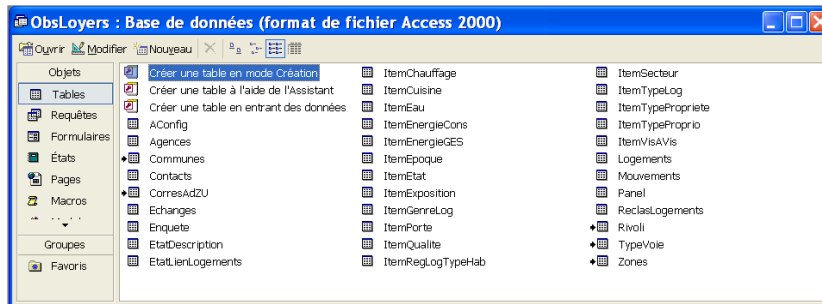 ObsLoyers : Base de données (format de fichier Access 2000)
Ouvrir Modifier Nouveau
Objets
Tables
Requêtes
Formulaires
États
Pages
Macros
Groupes
Favoris
Créer une table en mode Création
Créer une table à l'aide de l'Assistant
Créer une table en entrant des données
AConfig
Agences
Communes
Contacts
CorresAdZU
Echanges
Enquete
EtatDescription
EtatLienLogements
ItemChauffage
ItemCuisine
ItemEau
ItemEnergieCons
ItemEnergieGES
ItemEpoque
ItemEtat
ItemExposition
ItemGenreLog
ItemPorte
ItemQualite
ItemRegLogTypeHab
ItemSecteur
ItemTypeLog
ItemTypePropriete
ItemTypeProprio
ItemVisAVis
Logements
Mouvements
Panel
ReclasLogements
Rivoli
TypeVoie
Zones